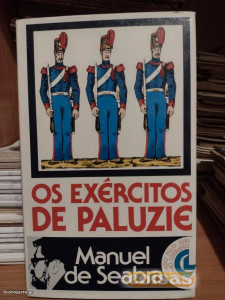 OS EXÉRCITOS
DE PALUZIE
Manuel
de Seabra